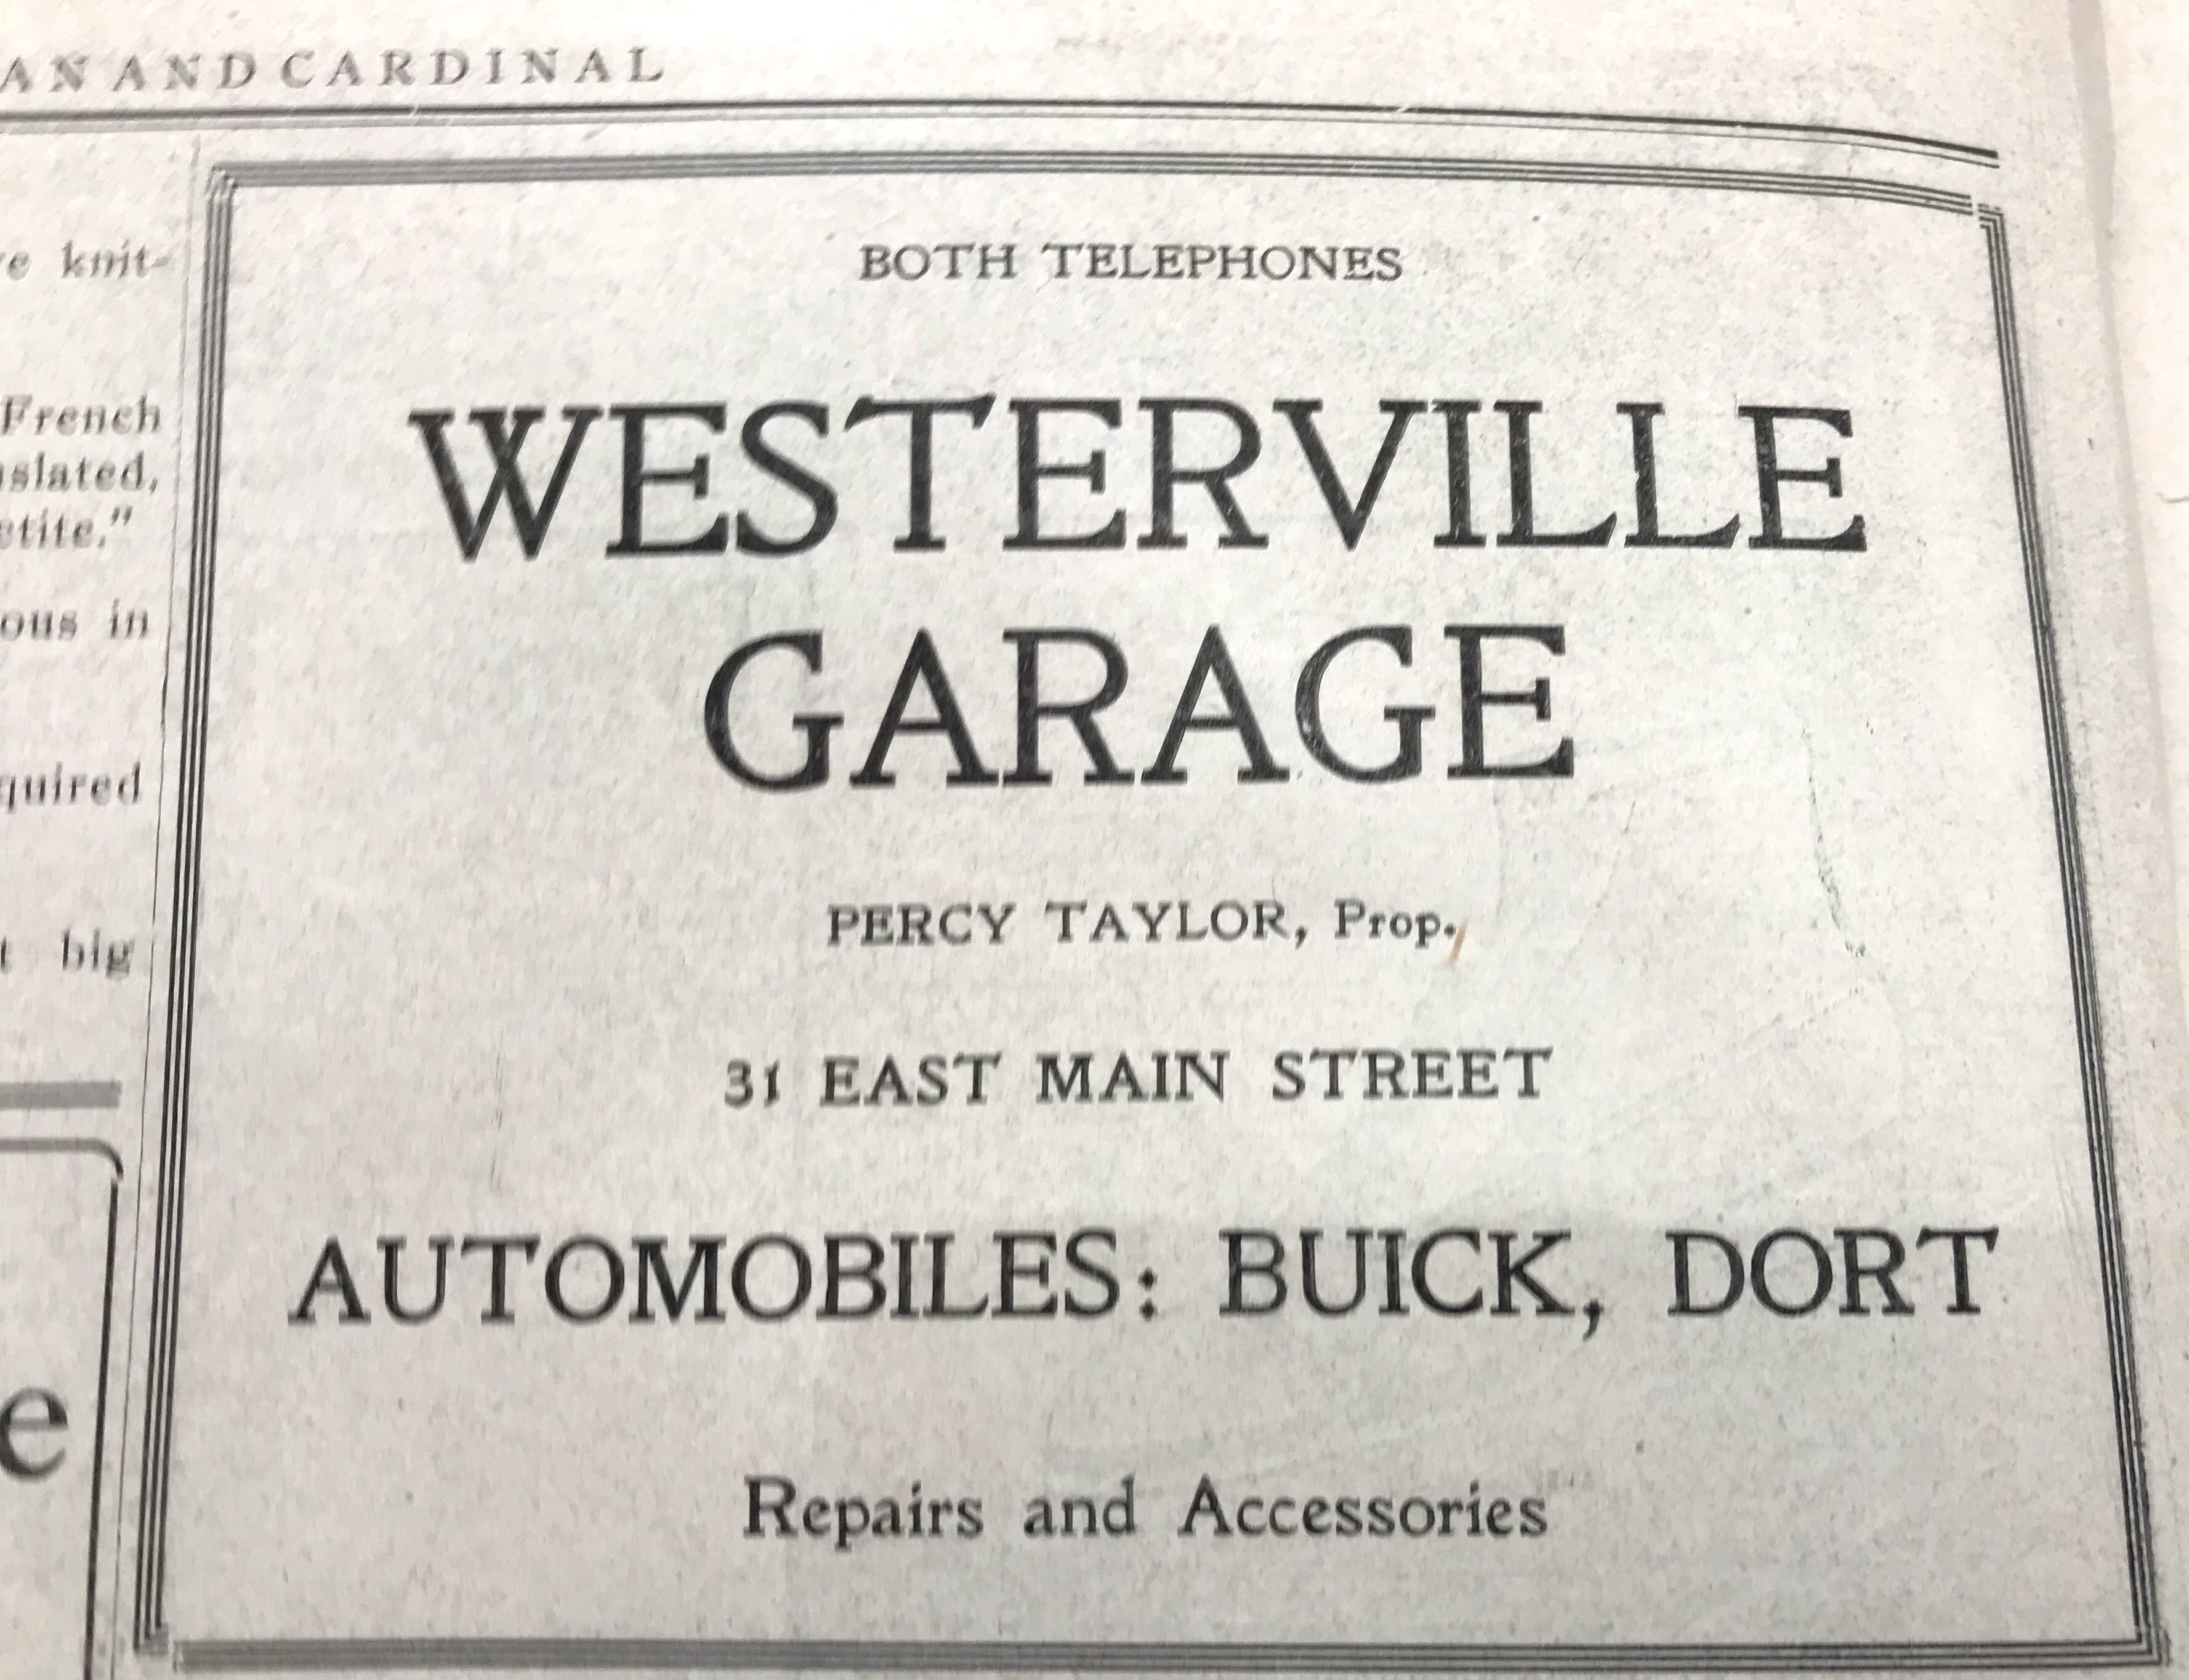 AN AND CARDINAL
e knit-
French
slated,
etite."
ous in
quired
t big
e
BOTH TELEPHONES
WESTERVILLE
GARAGE
PERCY TAYLOR, Prop.
31 EAST MAIN STREET
AUTOMOBILES: BUICK, DORT
Repairs and Accessories